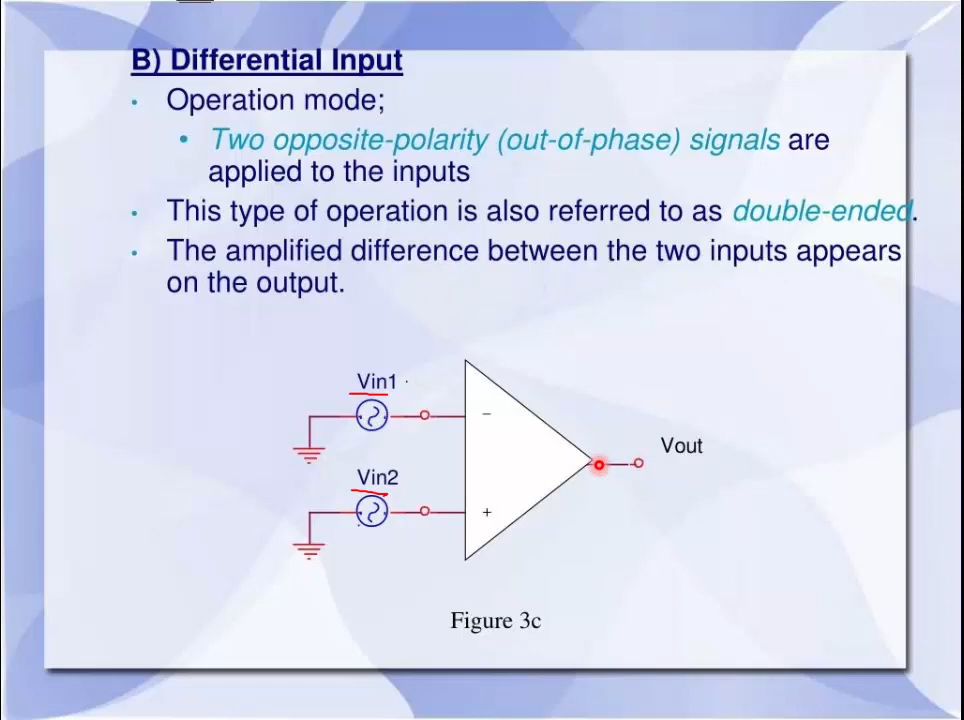 B) Differential Input
• Operation mode;
• Two opposite-polarity (out-of-phase) signals are
applied to the inputs
• This type of operation is also referred to as double-ended.
• The amplified difference between the two inputs appears
on the output.
Vin1
−
Vout
Vin2
+
Figure 3c